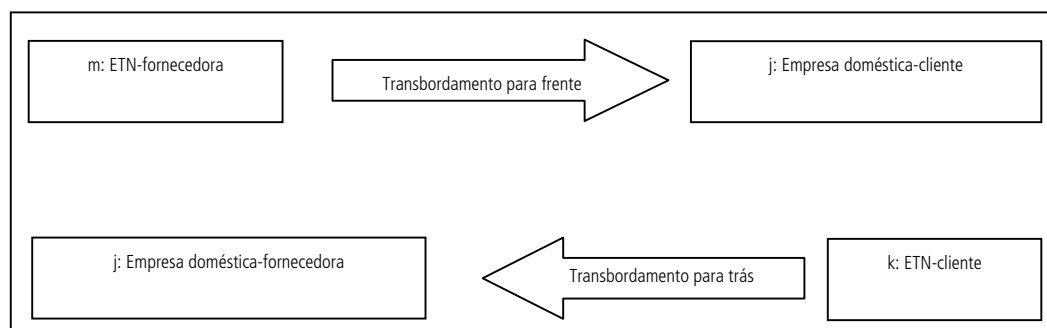 m: ETN-fornecedora
Transbordamento para frente
j: Empresa doméstica-cliente
j: Empresa doméstica-fornecedora
Transbordamento para trás
k: ETN-cliente